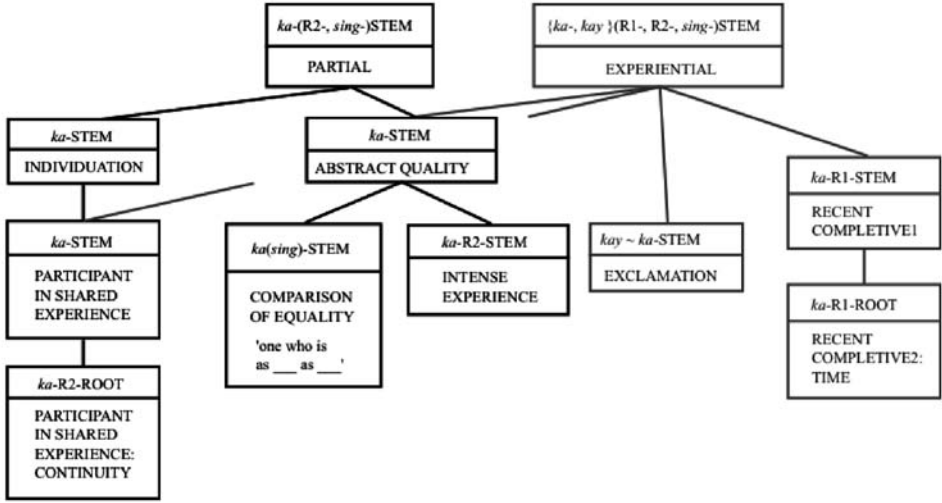 ka-(R2-, sing-)STEM
PARTIAL
{ka-, kay }(R1-, R2-, sing-)STEM
EXPERIENTIAL
ka-STEM
INDIVIDUATION
ka-STEM
ABSTRACT QUALITY
ka-R1-STEM
RECENT
COMPLETIVE1
ka-STEM
PARTICIPANT
IN SHARED
EXPERIENCE
ka(sing)-STEM
COMPARISON
OF EQUALITY
'one who is
as ___ as ___'
ka-R2-STEM
INTENSE
EXPERIENCE
kay ~ ka-STEM
EXCLAMATION
ka-R1-ROOT
RECENT
COMPLETIVE2:
TIME
ka-R2-ROOT
PARTICIPANT
IN SHARED
EXPERIENCE:
CONTINUITY